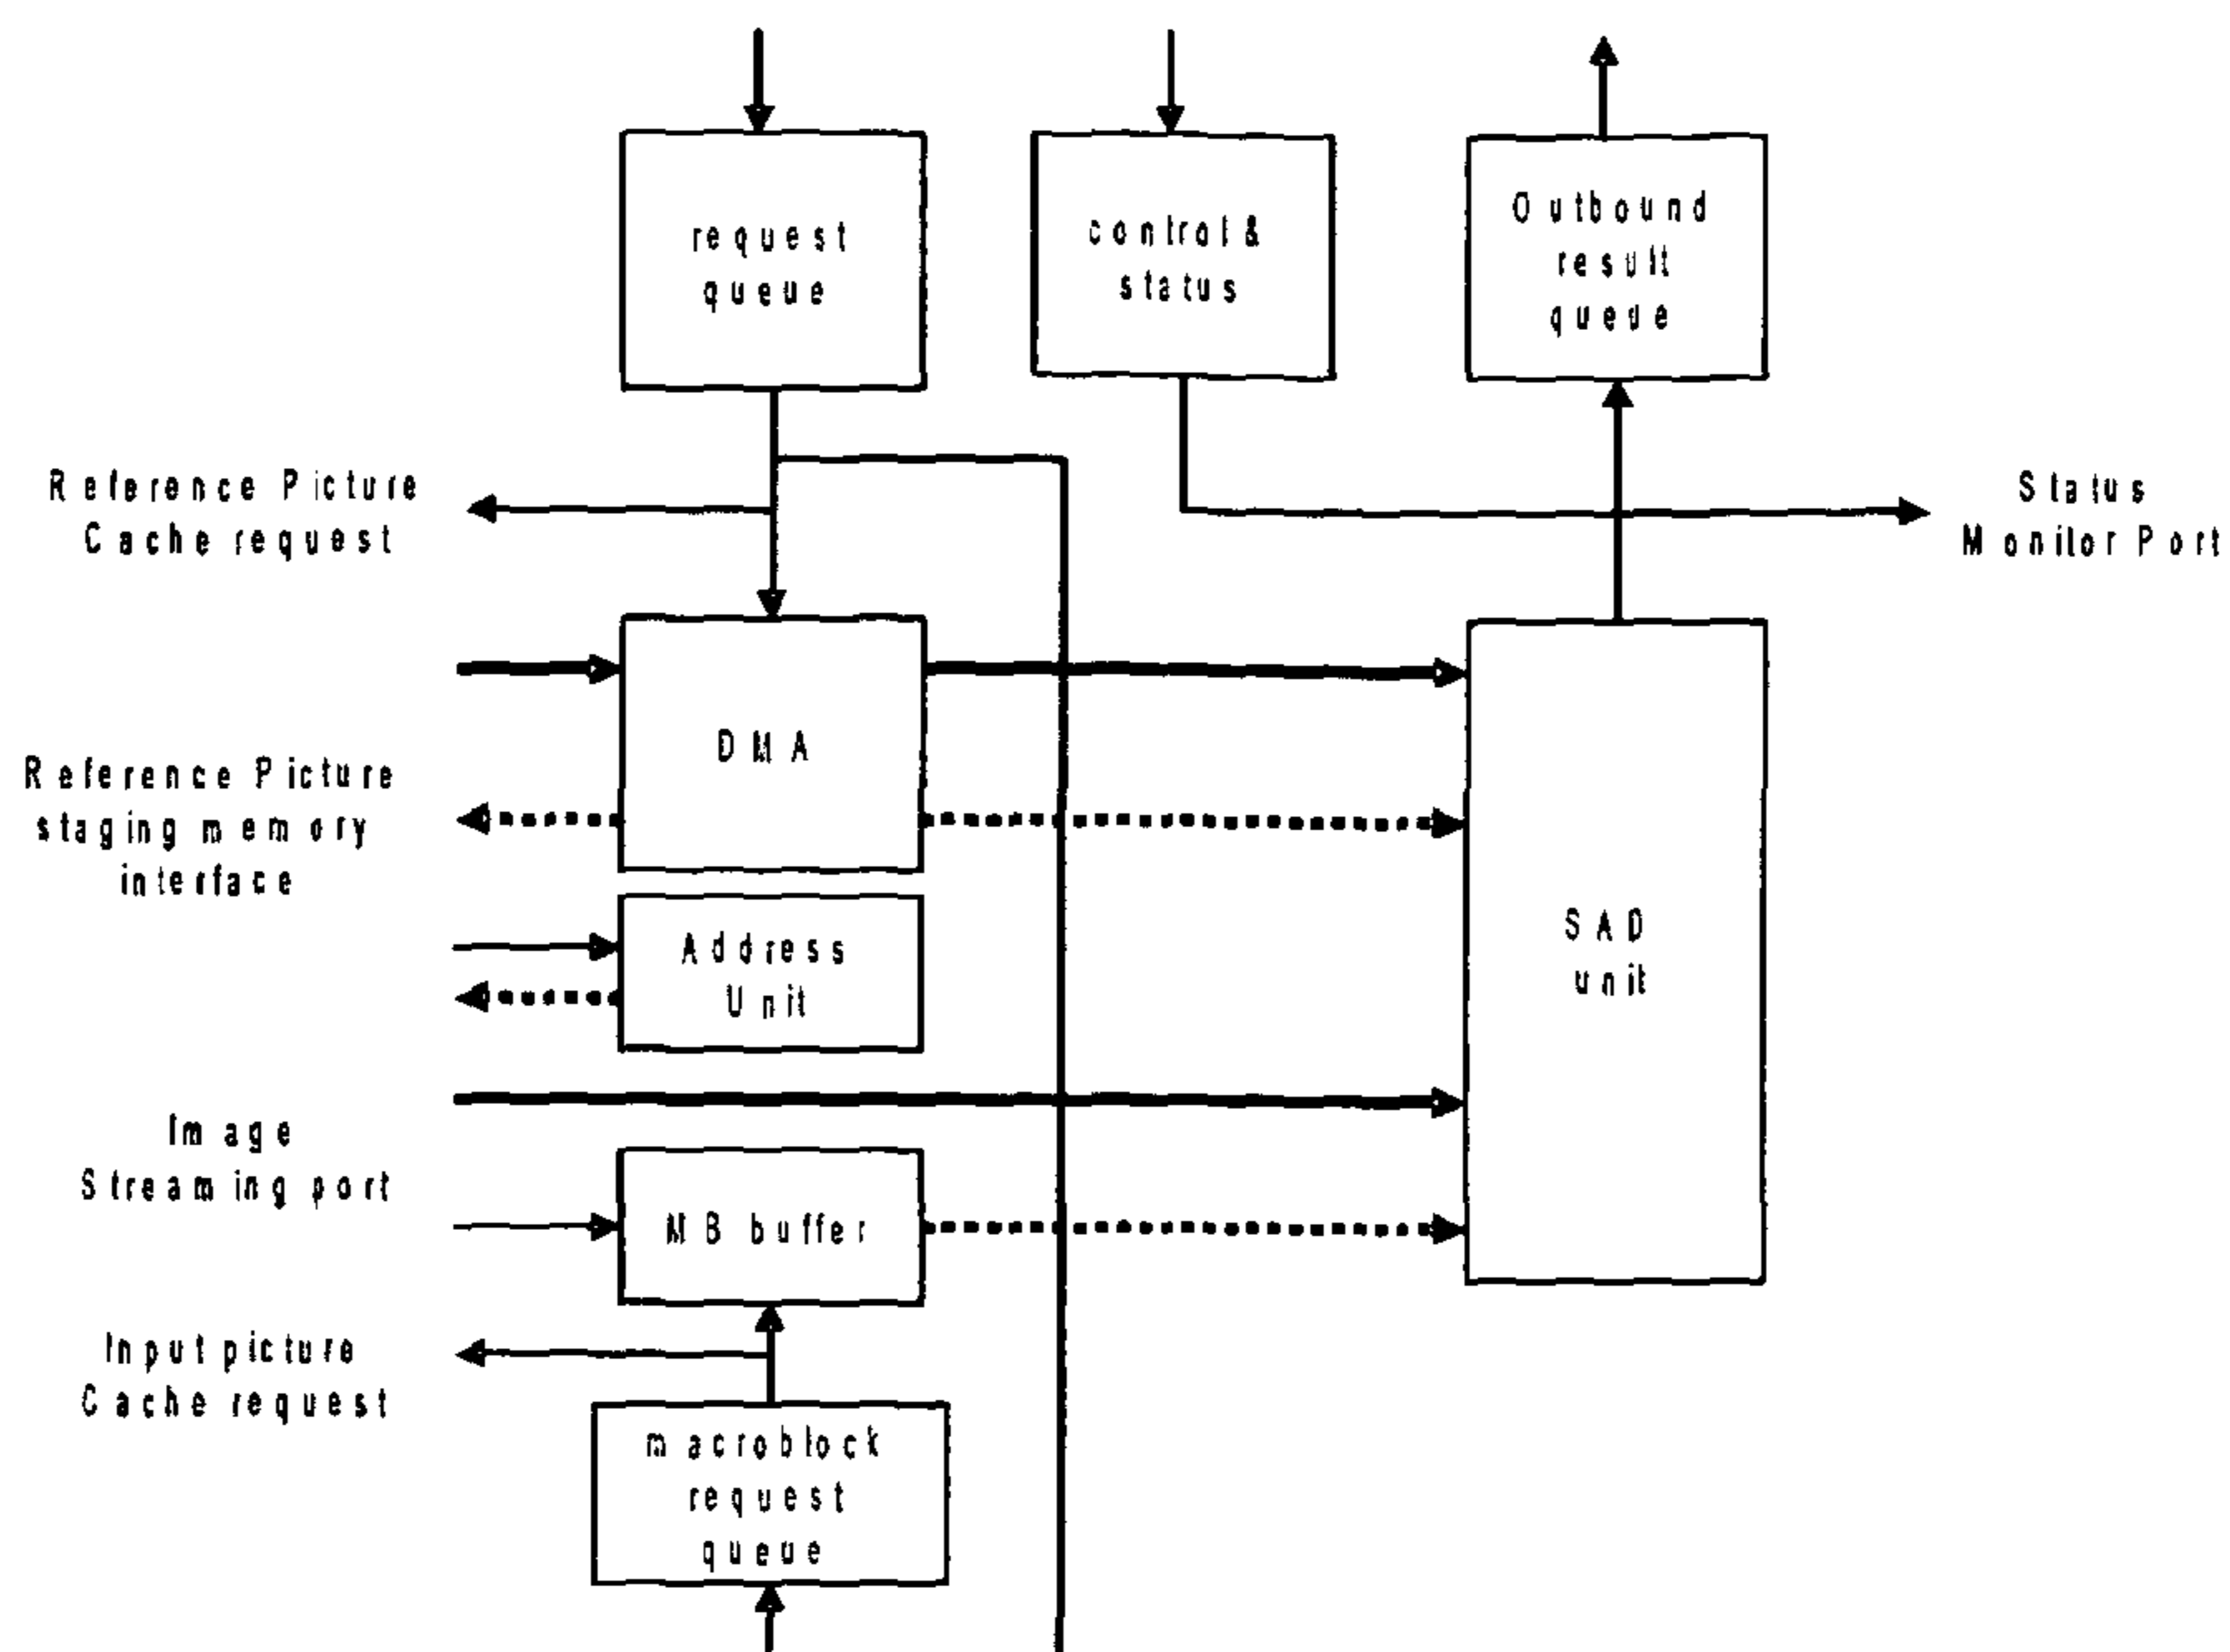 request
queue
control &
status
Outbound
result
queue
Reference Picture
Cache request
Status
Monitor Port
DMA
Reference Picture
staging memory
interface
Address
Unit
SAD
unit
Image
Streaming port
MB buffer
Input picture
Cache request
macroblock
request
queue